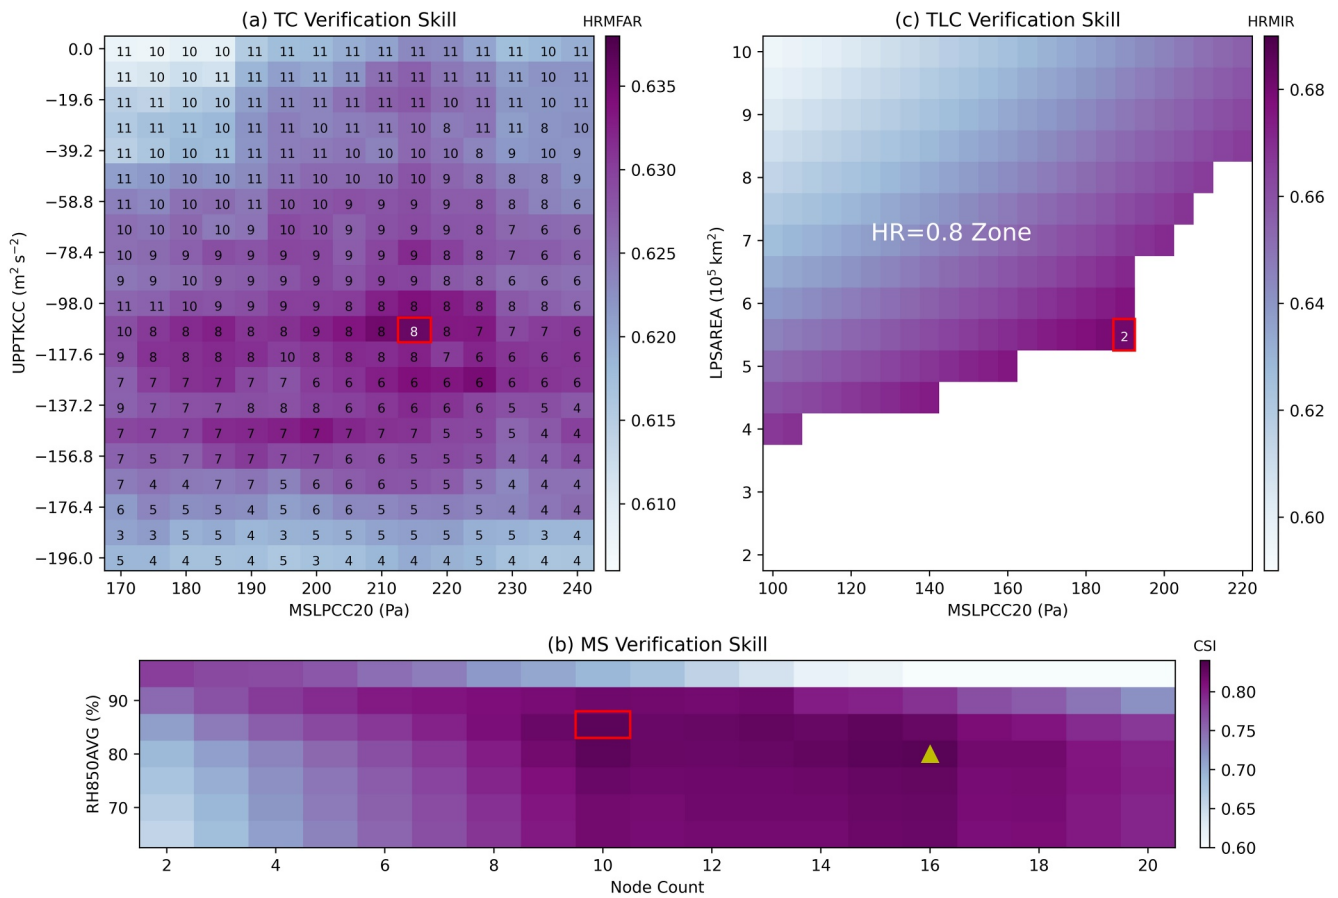 (a) TC Verification Skill
HRMFAR
UPPTKCC (m² s⁻²)
0.0 11 10 10 10 11 11 11 11 11 11 11 11 11 10 11
11 10 10 10 11 11 11 11 11 11 11 11 11 11 11
−19.6 11 11 11 11 11 11 11 11 11 11 10 11 11 10 11
11 11 11 10 11 11 10 11 11 10 8 11 11 8 10
−39.2 11 10 10 10 11 11 11 10 10 10 10 8 9 10 9
11 10 10 10 11 11 10 10 10 10 9 8 8 8 9
−58.8 11 10 10 10 11 10 10 9 9 9 9 9 8 8 6
10 10 10 10 9 10 10 9 9 9 9 8 7 6 6
−78.4 10 9 9 9 9 9 9 9 9 9 8 8 7 6 6
9 9 10 9 9 9 9 9 9 9 8 8 6 6 6
−98.0 11 11 10 9 9 9 9 8 8 8 8 8 8 8 6
10 8 8 8 8 8 9 8 8 8 8 7 7 7 6
−117.6 9 8 8 8 8 10 8 8 8 8 7 6 6 6 6
7 7 7 7 7 7 6 6 6 6 6 6 6 6 6
−137.2 9 7 7 7 8 8 8 6 6 6 6 6 5 5 4
7 7 7 7 7 7 7 7 7 7 5 5 5 4 4
−156.8 7 5 7 7 7 7 7 6 6 5 5 5 4 4 4
7 4 4 7 7 5 6 6 6 5 5 5 4 4 4
−176.4 6 5 5 5 4 5 6 5 5 5 5 5 4 4 4
3 3 5 5 4 3 5 5 5 5 5 5 5 3 4
−196.0 5 4 4 5 4 5 3 4 4 4 4 4 4 4 4
170 180 190 200 210 220 230 240
MSLPCC20 (Pa)
0.635
0.630
0.625
0.620
0.615
0.610
(c) TLC Verification Skill
HRMIR
LPSAREA (10⁵ km²)
10
9
8
7
6
5
4
3
2
HR=0.8 Zone
2
100 120 140 160 180 200 220
MSLPCC20 (Pa)
0.68
0.66
0.64
0.62
0.60
(b) MS Verification Skill
CSI
RH850AVG (%)
90
80
70
2 4 6 8 10 12 14 16 18 20
Node Count
0.80
0.75
0.70
0.65
0.60